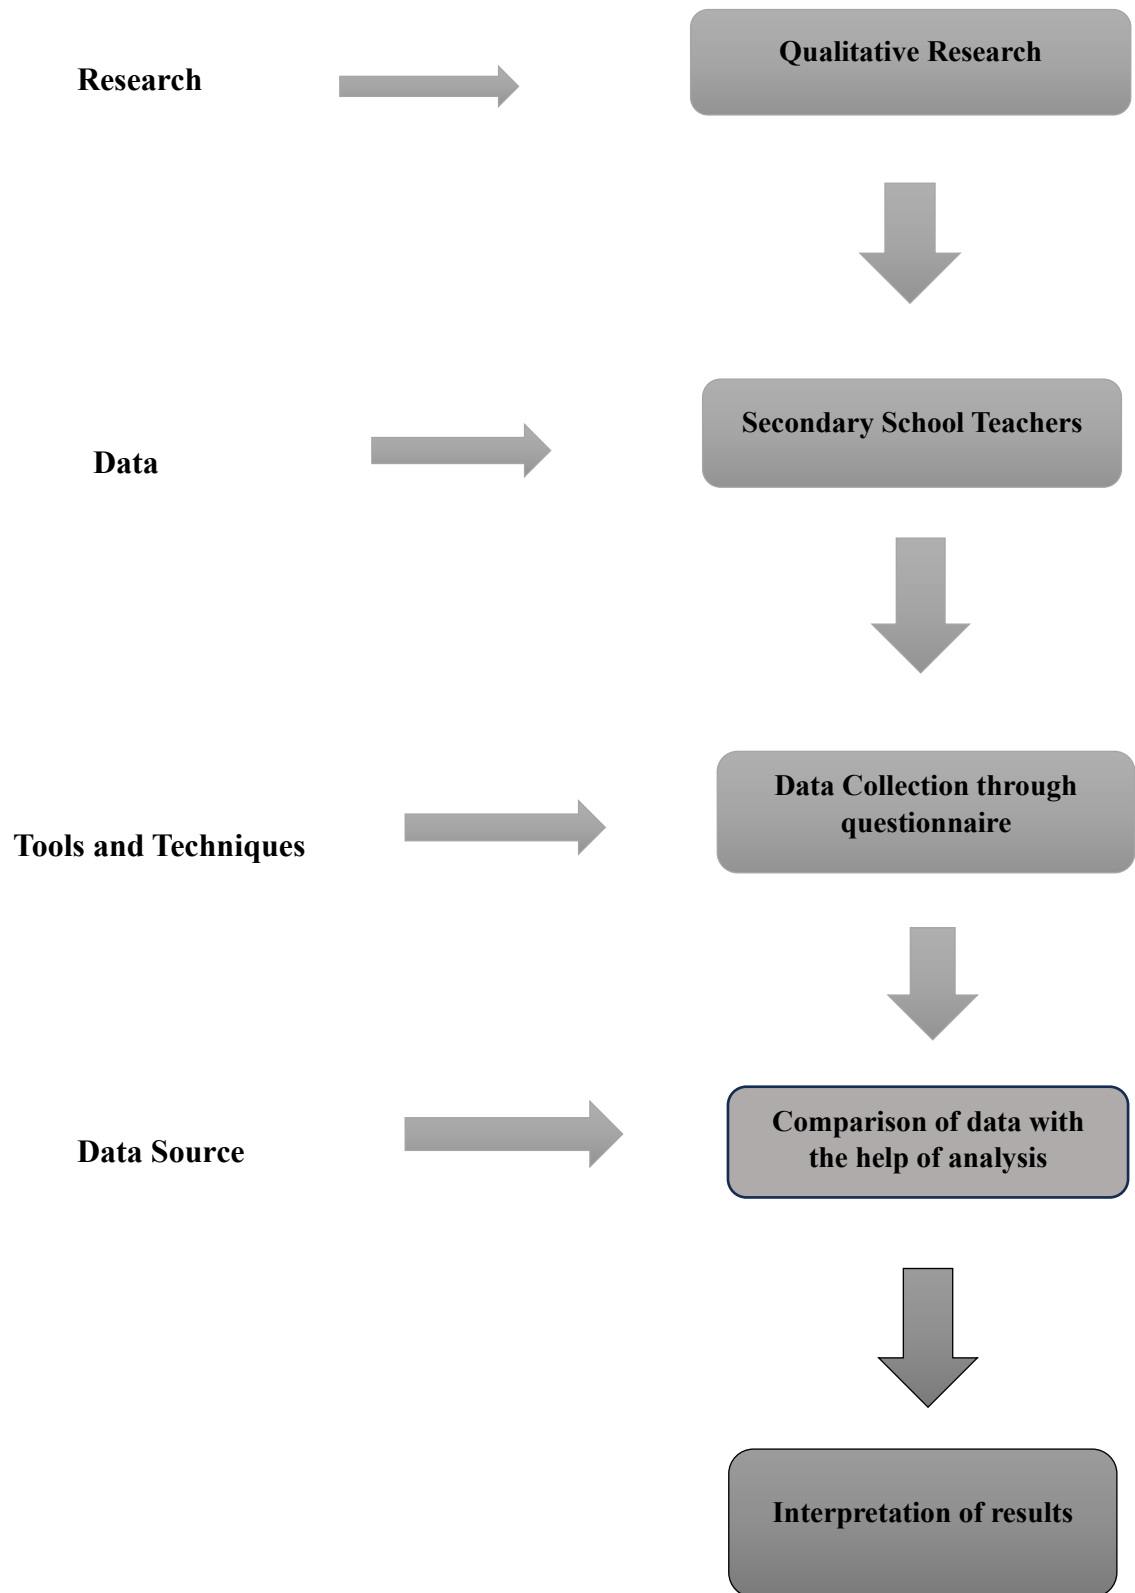 Research
Qualitative Research
Data
Secondary School Teachers
Tools and Techniques
Data Collection through
questionnaire
Data Source
Comparison of data with
the help of analysis
Interpretation of results